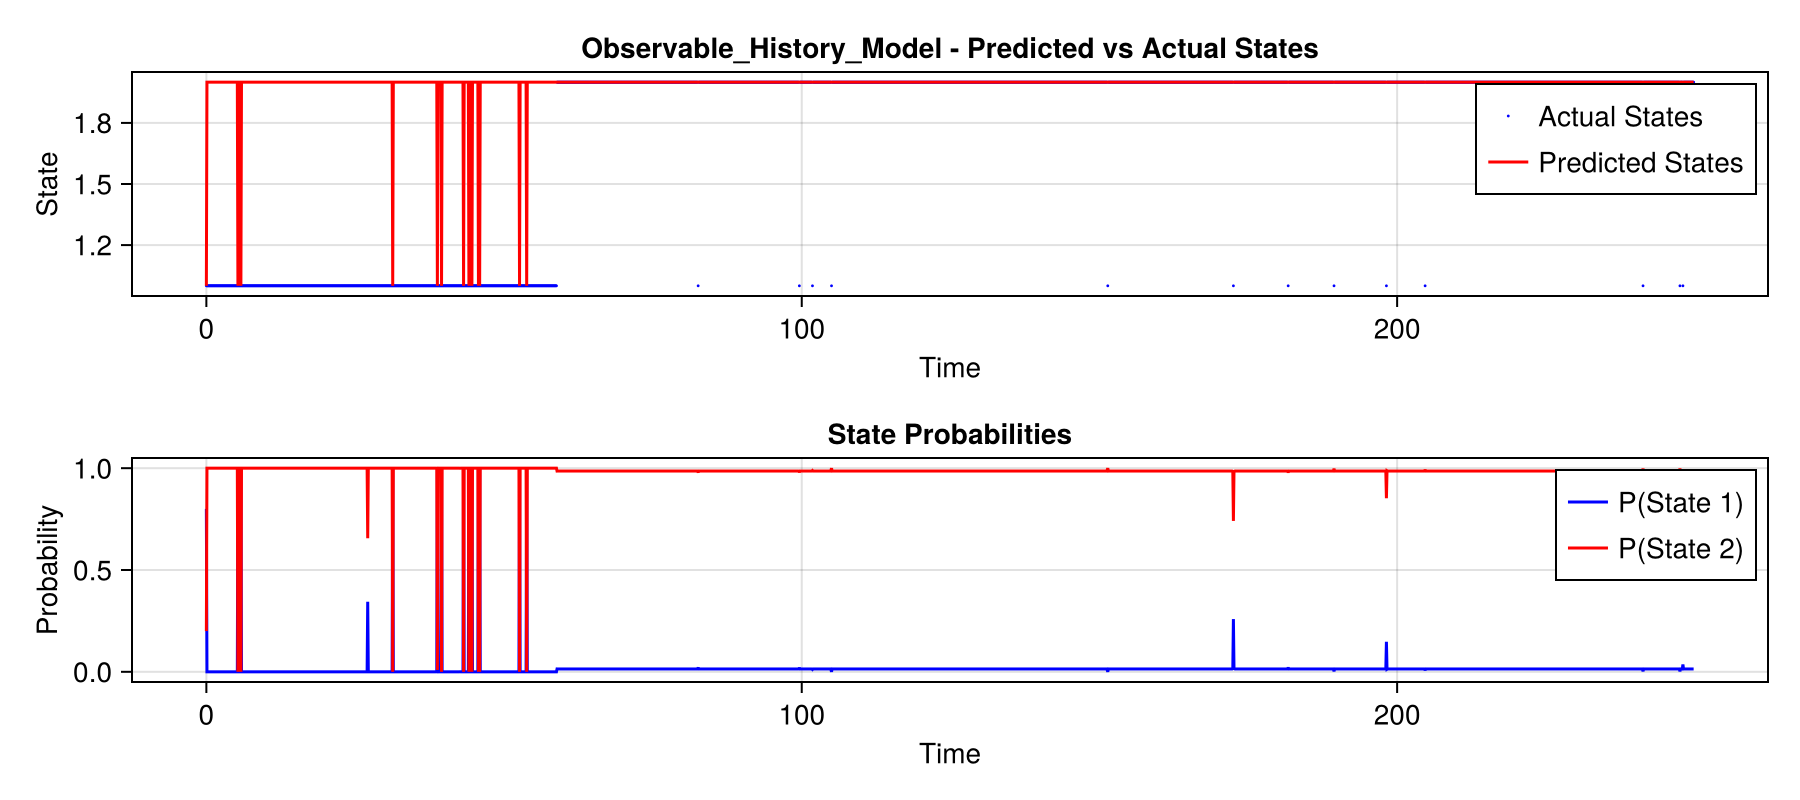 Observable_History_Model - Predicted vs Actual States
State
1.8
1.5
1.2
Actual States
Predicted States
0
100
200
Time
State Probabilities
Probability
1.0
0.5
0.0
P(State 1)
P(State 2)
0
100
200
Time